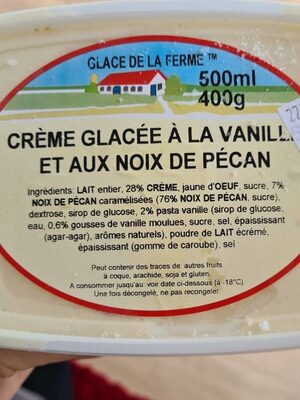 GLACE DE LA FERME ™
500ml
400g
CRÈME GLACÉE À LA VANILL
ET AUX NOIX DE PÉCAN
Ingrédients: LAIT entier, 28% CRÈME, jaune d'OEUF, sucre, 7%
NOIX DE PÉCAN caramélisées (76% NOIX DE PÉCAN, sucre),
dextrose, sirop de glucose, 2% pasta vanille (sirop de glucose,
eau, 0,6% gousses de vanille moulues, sucre, sel, épaississant
(agar-agar), arômes naturels), poudre de LAIT écrémé,
épaississant (gomme de caroube), sel
Peut contenir des traces de autres fruits
à coque, arachide, soja et gluten.
A consommer jusqu'au: voir date ci-dessous (à -18°C).
Une fois décongelé, ne pas recongeler.